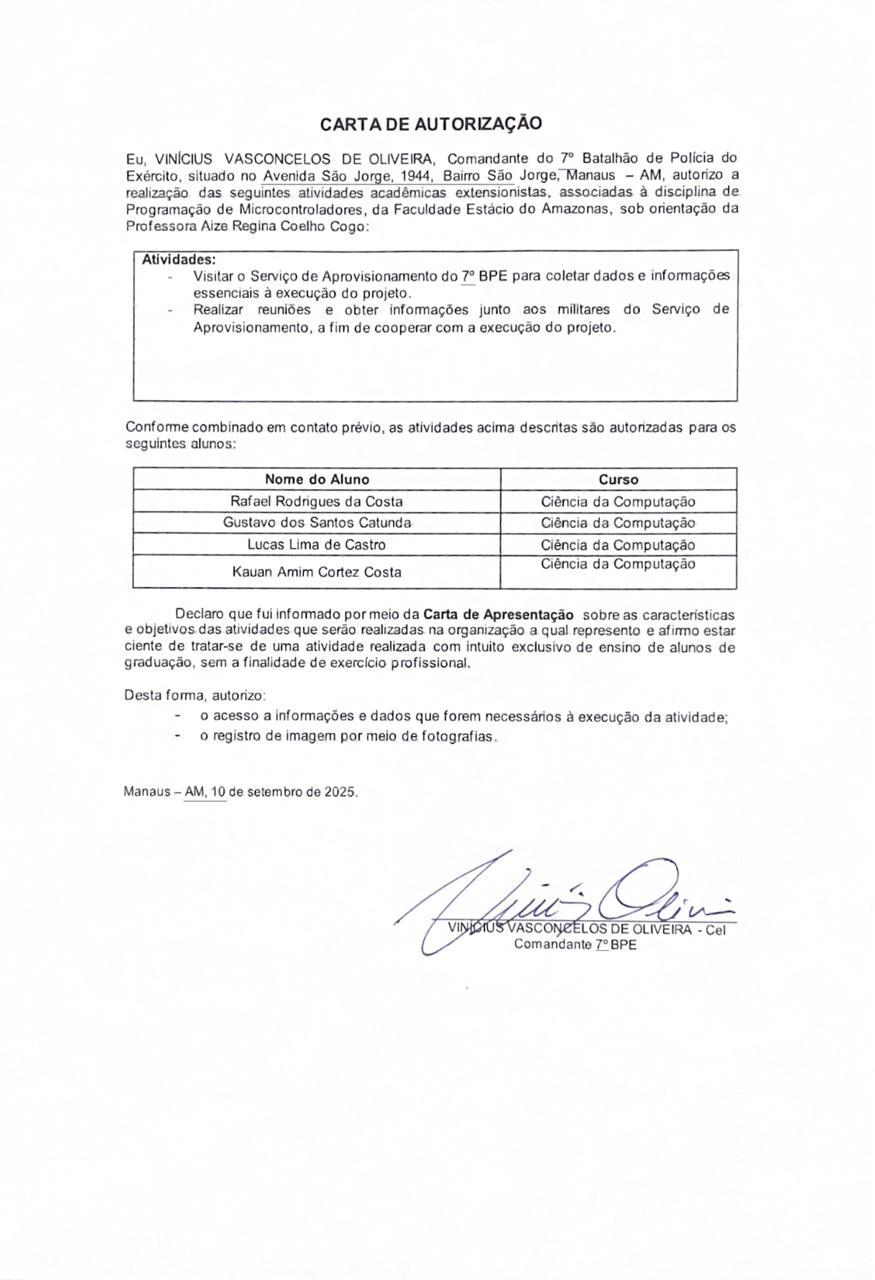 CARTA DE AUTORIZAÇÃO
Eu, VINÍCIUS VASCONCELOS DE OLIVEIRA, Comandante do 7º Batalhão de Polícia do
Exército, situado no Avenida São Jorge, 1944, Bairro São Jorge, Manaus – AM, autorizo a
realização das seguintes atividades acadêmicas extensionistas, associadas à disciplina de
Programação de Microcontroladores, da Faculdade Estácio do Amazonas, sob orientação da
Professora Aize Regina Coelho Cogo:
Atividades:
- Visitar o Serviço de Aprovisionamento do 7º BPE para coletar dados e informações
essenciais à execução do projeto.
- Realizar reuniões e obter informações junto aos militares do Serviço de
Aprovisionamento, a fim de cooperar com a execução do projeto.
Conforme combinado em contato prévio, as atividades acima descritas são autorizadas para os
seguintes alunos:
Nome do Aluno Curso
Rafael Rodrigues da Costa Ciência da Computação
Gustavo dos Santos Catunda Ciência da Computação
Lucas Lima de Castro Ciência da Computação
Kauan Amim Cortez Costa Ciência da Computação
Declaro que fui informado por meio da Carta de Apresentação sobre as características
e objetivos das atividades que serão realizadas na organização a qual represento e afirmo estar
ciente de tratar-se de uma atividade realizada com intuito exclusivo de ensino de alunos de
graduação, sem a finalidade de exercício profissional.
Desta forma, autorizo:
- o acesso a informações e dados que forem necessários à execução da atividade;
- o registro de imagem por meio de fotografias.
Manaus – AM, 10 de setembro de 2025.
Vinícius Oliveira
VINÍCIUS VASCONCELOS DE OLIVEIRA - Cel
Comandante 7º BPE